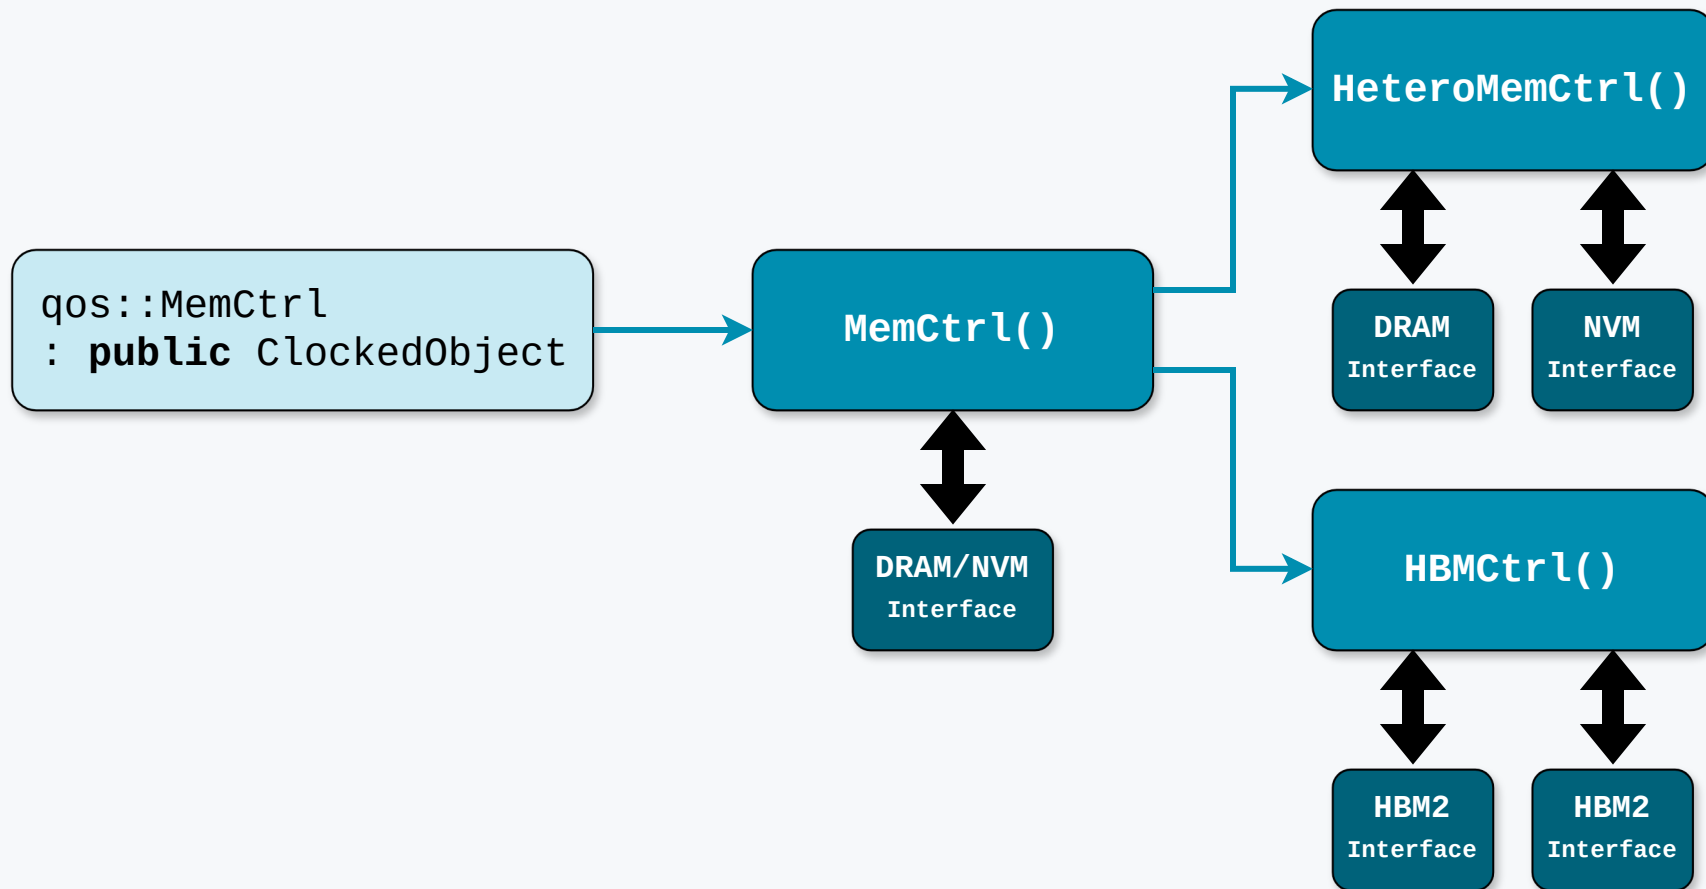 qos::MemCtrl
: public ClockedObject
MemCtrl()
DRAM/NVM
Interface
HeteroMemCtrl()
DRAM
Interface
NVM
Interface
HBMCtrl()
HBM2
Interface
HBM2
Interface